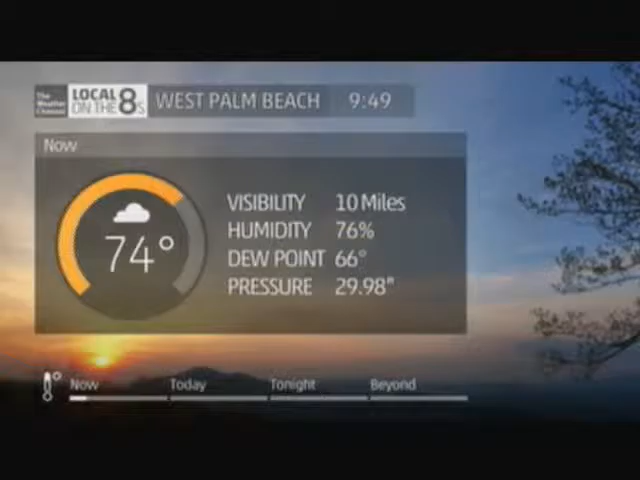 The
Weather
Channel
LOCAL
ON THE 8s
WEST PALM BEACH 9:49
Now
74°
VISIBILITY 10 Miles
HUMIDITY 76%
DEW POINT 66°
PRESSURE 29.98"
Now Today Tonight Beyond